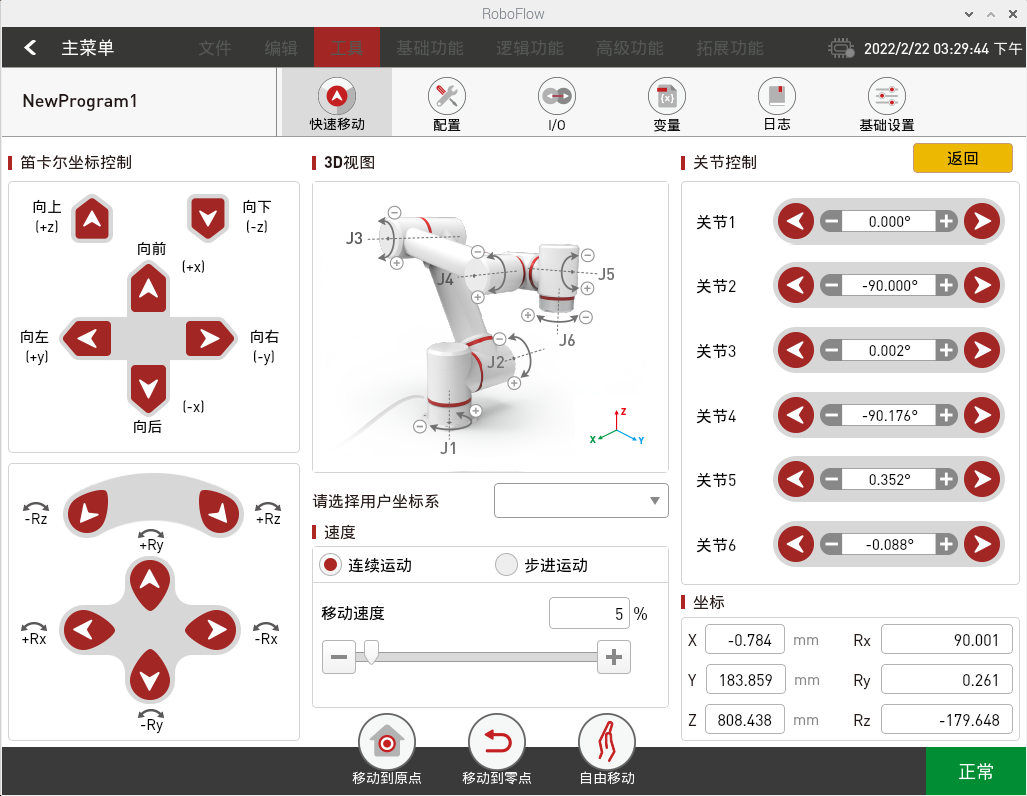 RoboFlow
主菜单 文件 编辑 工具 基础功能 逻辑功能 高级功能 拓展功能 2022/2/22 03:29:44 下午
NewProgram1
快速移动 配置 I/O 变量 日志 基础设置
笛卡尔坐标控制
向上
(+z)
向下
(-z)
向前
(+x)
向左
(+y)
向右
(-y)
(-x)
向后
-Rz
+Rz
+Ry
+Rx
-Rx
-Ry
3D视图
J3
J4
J5
J6
J2
J1
Z
X
Y
请选择用户坐标系
速度
连续运动 步进运动
移动速度 5 %
关节控制
返回
关节1 0.000°
关节2 -90.000°
关节3 0.002°
关节4 -90.176°
关节5 0.352°
关节6 -0.088°
坐标
X -0.784 mm Rx 90.001
Y 183.859 mm Ry 0.261
Z 808.438 mm Rz -179.648
移动到原点 移动到零点 自由移动
正常